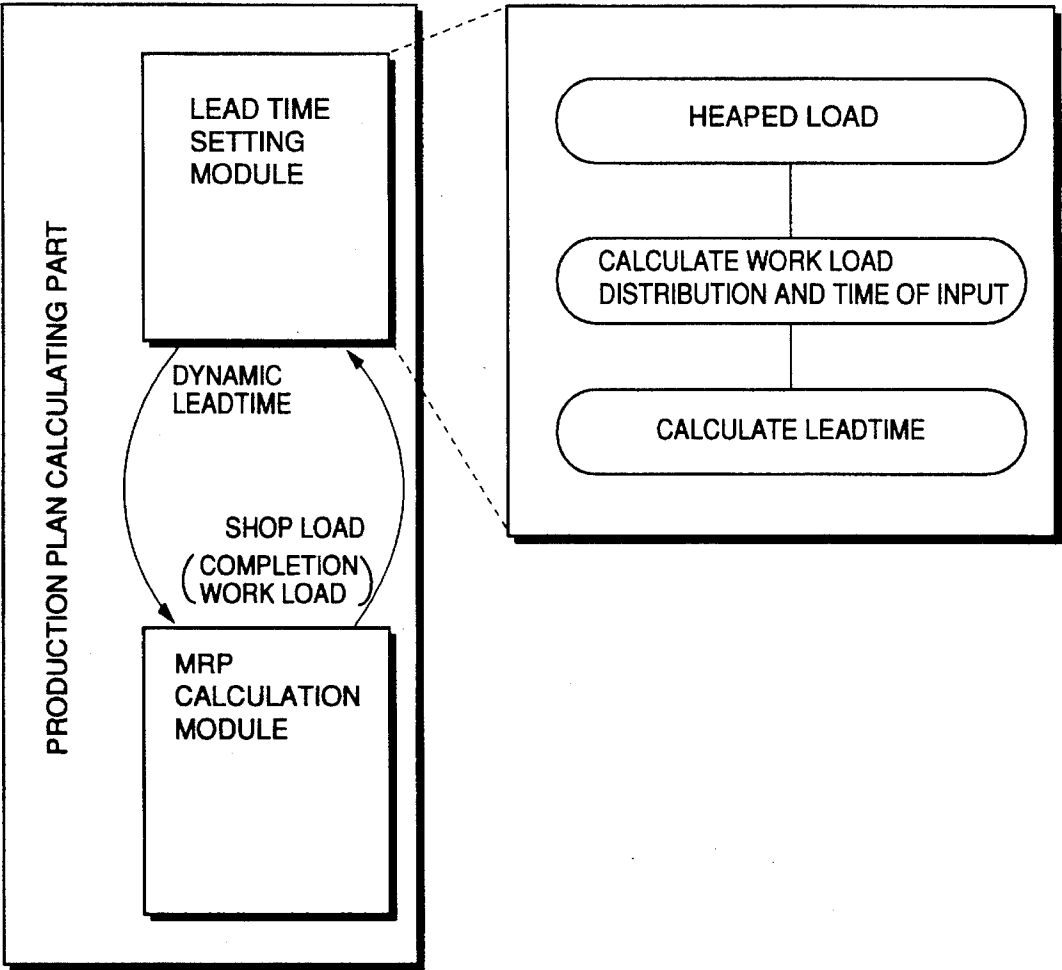 PRODUCTION PLAN CALCULATING PART
LEAD TIME
SETTING
MODULE
DYNAMIC
LEADTIME
SHOP LOAD
(COMPLETION
WORK LOAD)
MRP
CALCULATION
MODULE
HEAPED LOAD
CALCULATE WORK LOAD
DISTRIBUTION AND TIME OF INPUT
CALCULATE LEADTIME